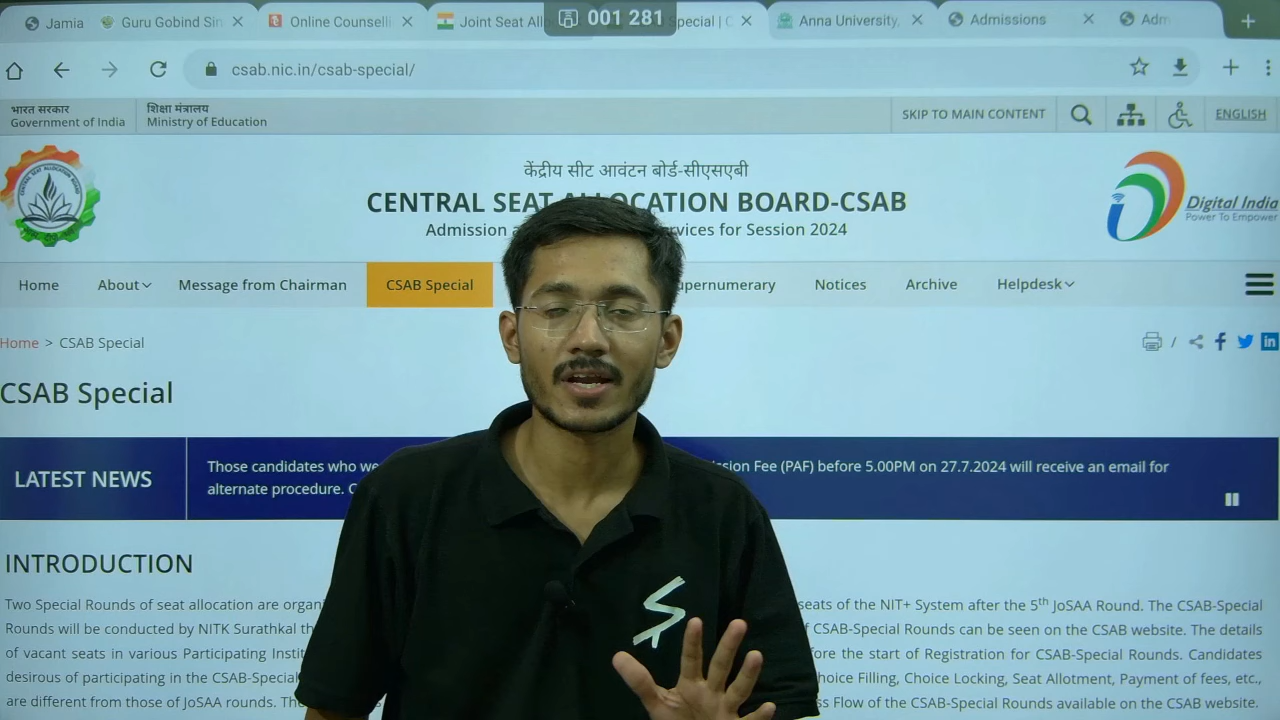 Jamia
Guru Gobind Sin
Online Counselli
Joint Seat All
Special | C
Anna University,
Admissions
Adm
001 281
csab.nic.in/csab-special/
भारत सरकार
Government of India
शिक्षा मंत्रालय
Ministry of Education
SKIP TO MAIN CONTENT
ENGLISH
केंद्रीय सीट आवंटन बोर्ड-सीएसएबी
CENTRAL SEAT ALLOCATION BOARD-CSAB
Admission a rvices for Session 2024
Digital India
Power To Empower
Home About Message from Chairman CSAB Special upernumerary Notices Archive Helpdesk
Home > CSAB Special
CSAB Special
LATEST NEWS
Those candidates who we ssion Fee (PAF) before 5.00PM on 27.7.2024 will receive an email for
alternate procedure. C
INTRODUCTION
Two Special Rounds of seat allocation are organi seats of the NIT+ System after the 5th JoSAA Round. The CSAB-Special
Rounds will be conducted by NITK Surathkal th f CSAB-Special Rounds can be seen on the CSAB website. The details
of vacant seats in various Participating Instit fore the start of Registration for CSAB-Special Rounds. Candidates
desirous of participating in the CSAB-Special hoice Filling, Choice Locking, Seat Allotment, Payment of fees, etc.,
are different from those of JoSAA rounds. The ss Flow of the CSAB-Special Rounds available on the CSAB website.